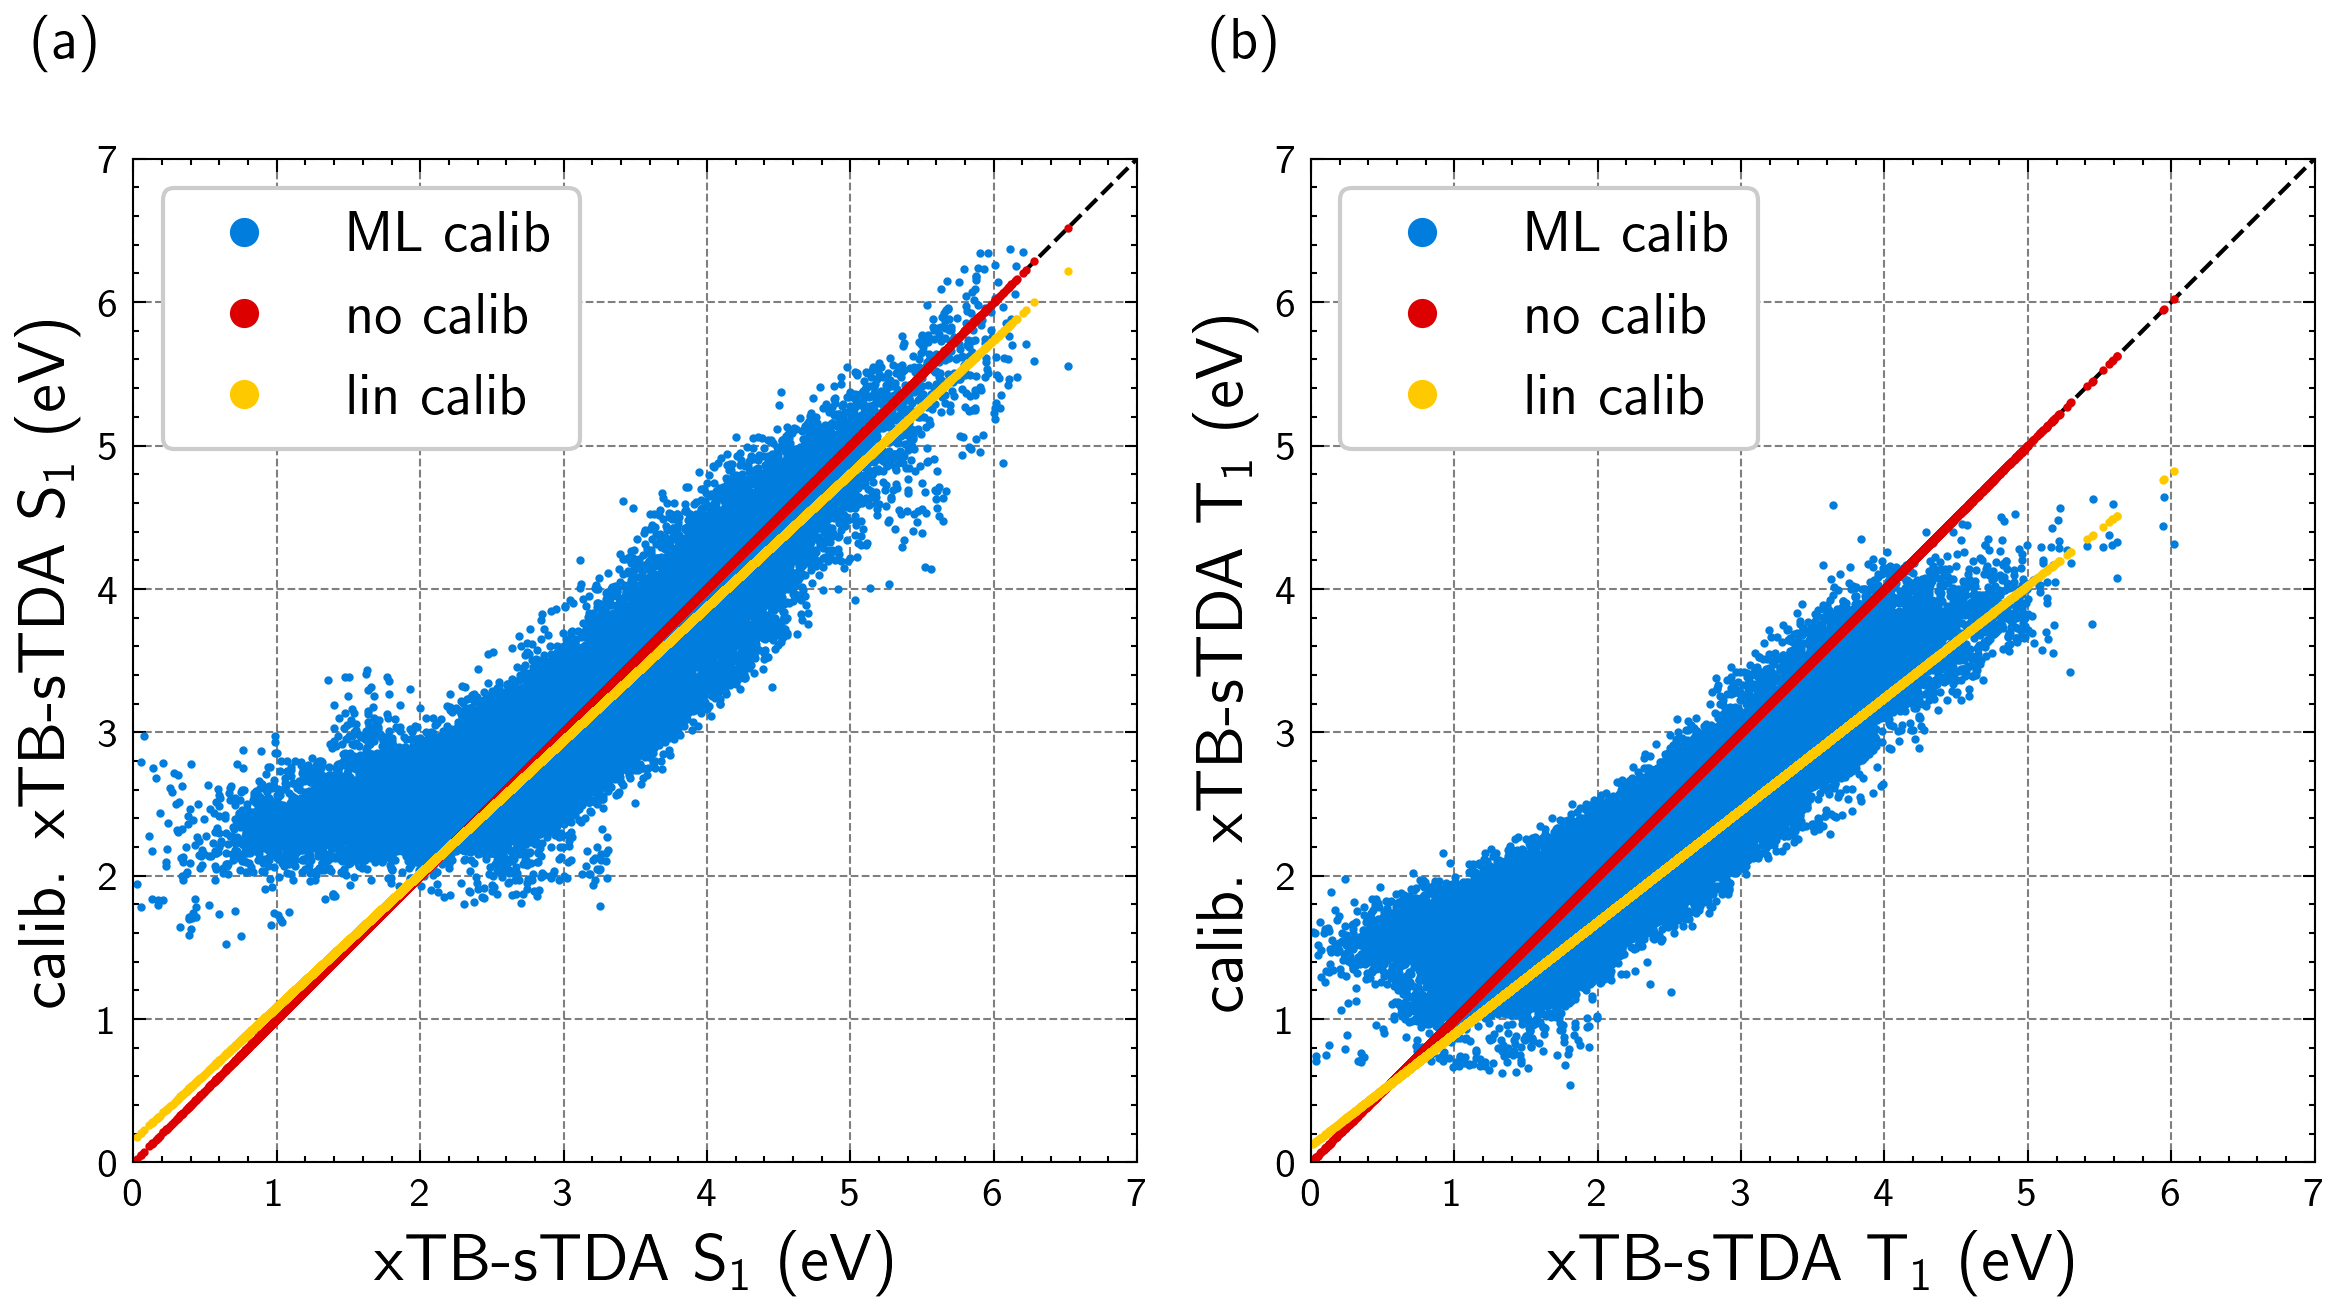 (a)
(b)
ML calib
no calib
lin calib
calib. xTB-sTDA S₁ (eV)
7
6
5
4
3
2
1
0
0 1 2 3 4 5 6 7
xTB-sTDA S₁ (eV)
ML calib
no calib
lin calib
calib. xTB-sTDA T₁ (eV)
7
6
5
4
3
2
1
0
0 1 2 3 4 5 6 7
xTB-sTDA T₁ (eV)